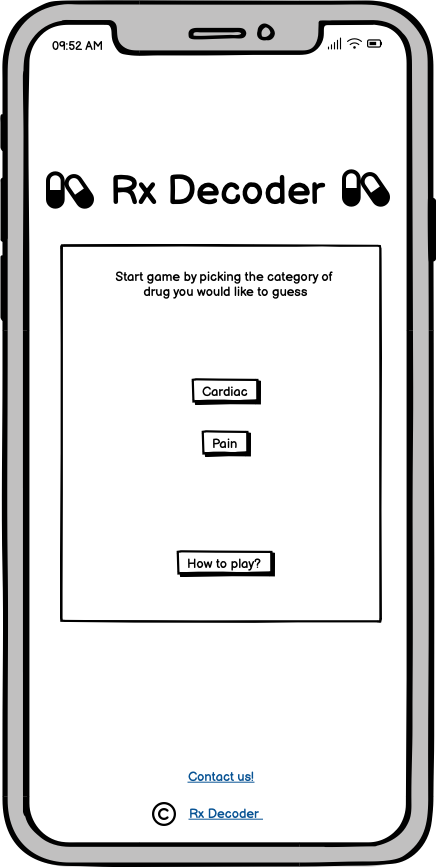 09:52 AM
Rx Decoder
Start game by picking the category of
drug you would like to guess
Cardiac
Pain
How to play?
Contact us!
© Rx Decoder